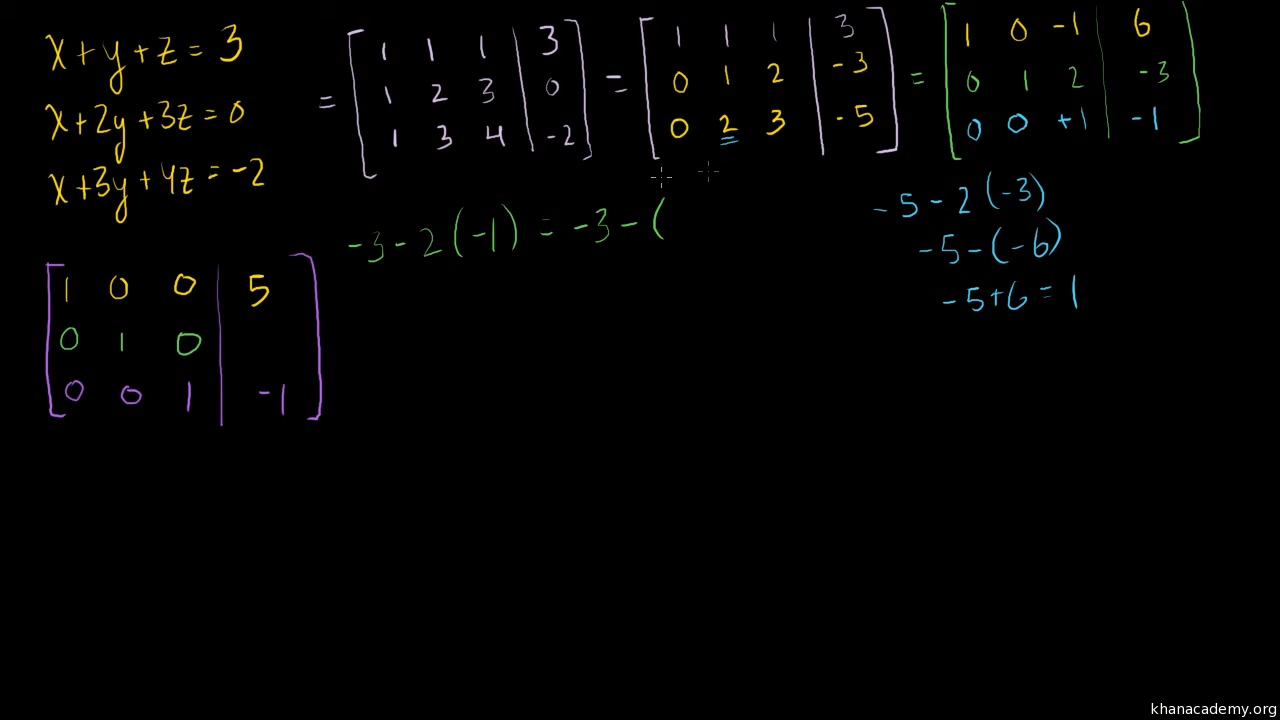 x+y+z=3
x+2y+3z=0
x+3y+4z=-2
= [ 1 1 1 | 3 ]
1 2 3 | 0
1 3 4 | -2
= [ 1 1 1 | 3 ]
0 1 2 | -3
0 2 3 | -5
= [ 1 0 -1 | 6 ]
0 1 2 | -3
0 0 +1 | -1
-3-2(-1)=-3-(
-5-2(-3)
-5-(-6)
-5+6=1
[ 1 0 0 | 5 ]
0 1 0 |
0 0 1 | -1
khanacademy.org